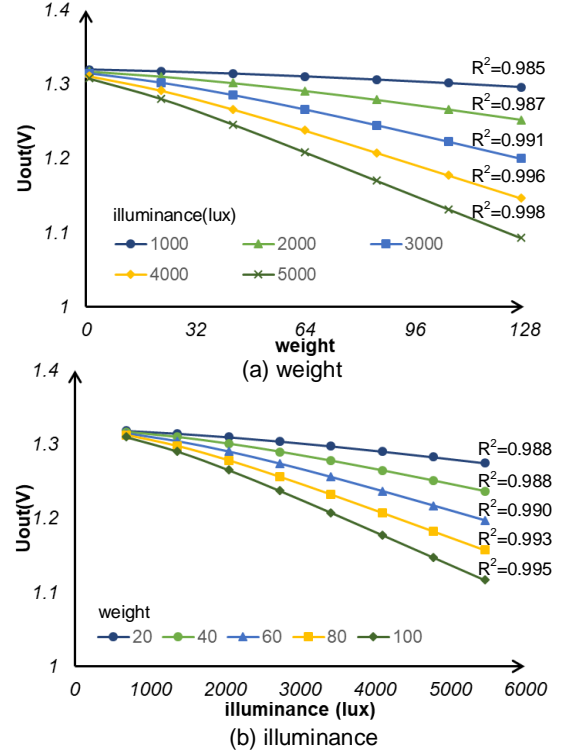 1.4
R²=0.985
1.3
R²=0.987
R²=0.991
Uout(V)
1.2
R²=0.996
R²=0.998
illuminance(lux)
1.1
1000 2000 3000
4000 5000
1
0 32 64 96 128
weight
(a) weight
1.4
1.3
R²=0.988
R²=0.988
Uout(V)
1.2
R²=0.990
R²=0.993
R²=0.995
1.1
weight
20 40 60 80 100
1
0 1000 2000 3000 4000 5000 6000
illuminance (lux)
(b) illuminance